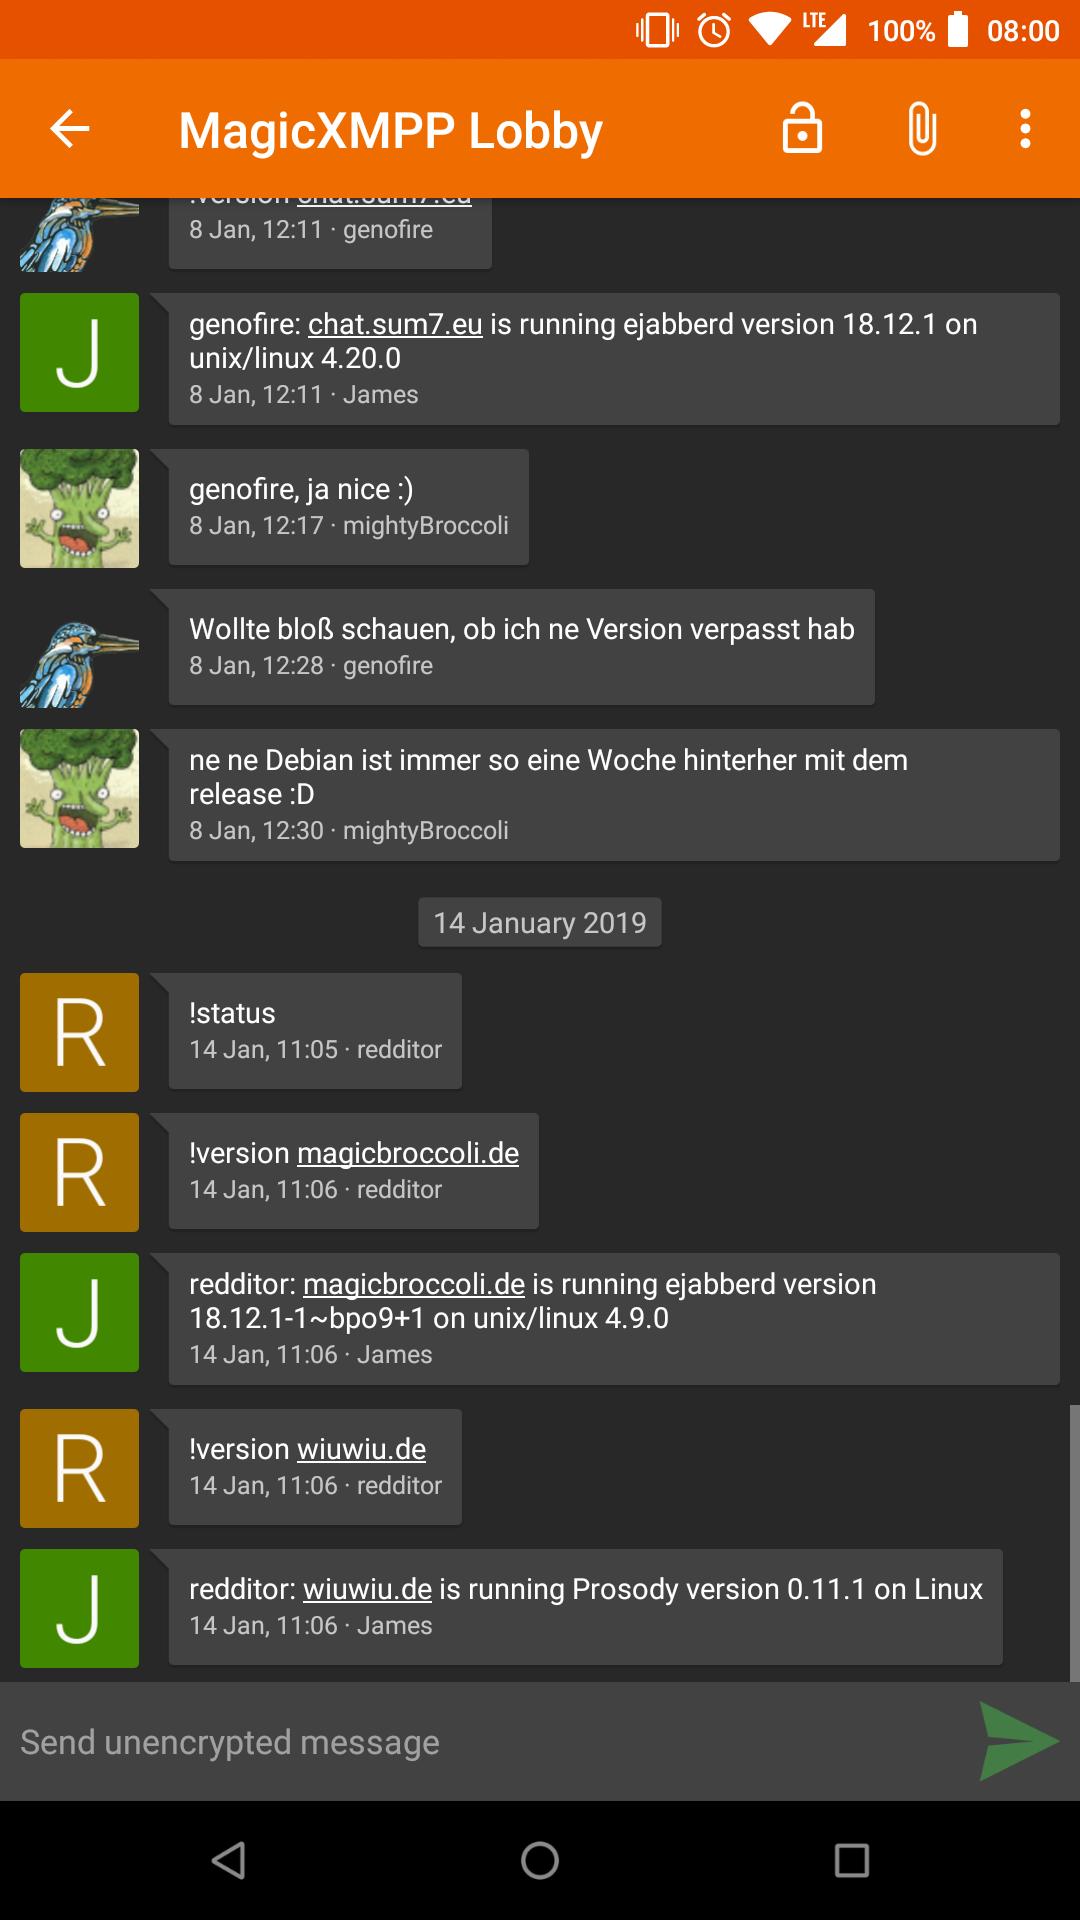 LTE 100% 08:00
MagicXMPP Lobby
!version chat.sum7.eu
8 Jan, 12:11 · genofire
J
genofire: chat.sum7.eu is running ejabberd version 18.12.1 on
unix/linux 4.20.0
8 Jan, 12:11 · James
genofire, ja nice :)
8 Jan, 12:17 · mightyBroccoli
Wollte bloß schauen, ob ich ne Version verpasst hab
8 Jan, 12:28 · genofire
ne ne Debian ist immer so eine Woche hinterher mit dem
release :D
8 Jan, 12:30 · mightyBroccoli
14 January 2019
R
!status
14 Jan, 11:05 · redditor
R
!version magicbroccoli.de
14 Jan, 11:06 · redditor
J
redditor: magicbroccoli.de is running ejabberd version
18.12.1-1~bpo9+1 on unix/linux 4.9.0
14 Jan, 11:06 · James
R
!version wiuwiu.de
14 Jan, 11:06 · redditor
J
redditor: wiuwiu.de is running Prosody version 0.11.1 on Linux
14 Jan, 11:06 · James
Send unencrypted message